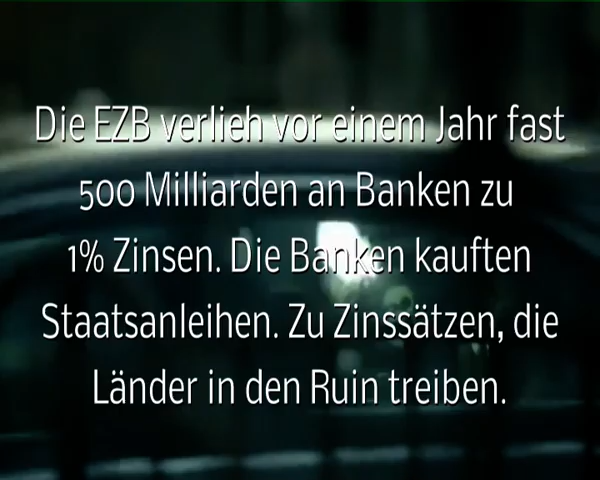 Die EZB verlieh vor einem Jahr fast
500 Milliarden an Banken zu
1% Zinsen. Die Banken kauften
Staatsanleihen. Zu Zinssätzen, die
Länder in den Ruin treiben.